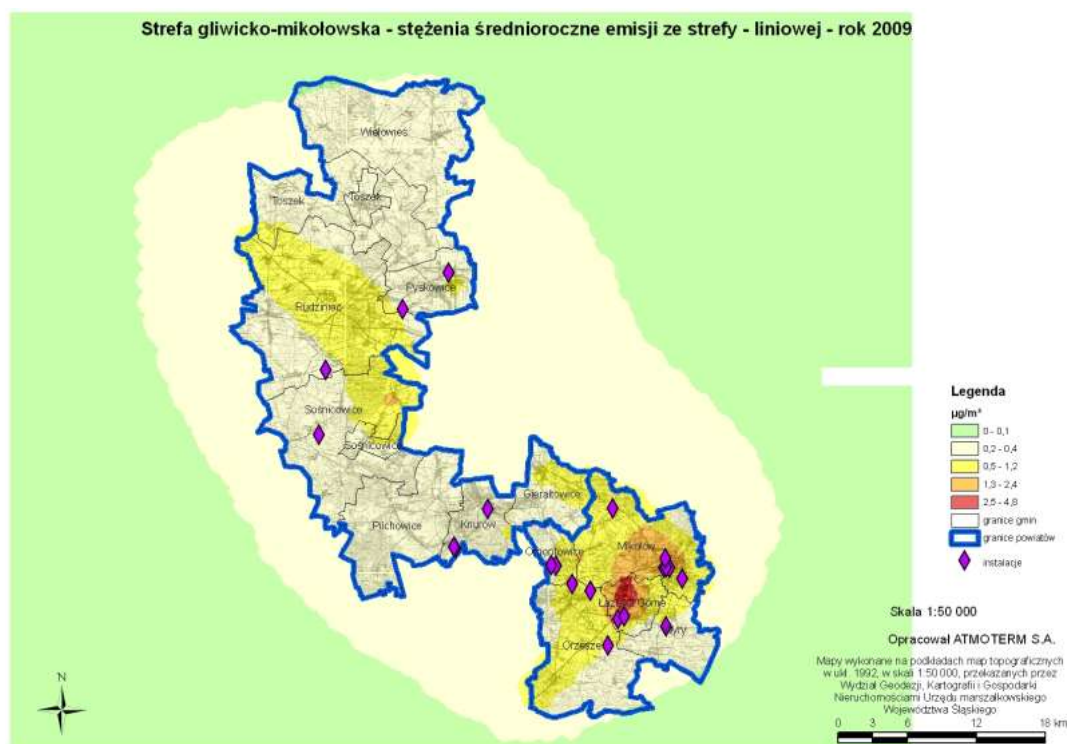 Strefa gliwicko-mikołowska - stężenia średnioroczne emisji ze strefy - liniowej - rok 2009
Wielowieś
Toszek
Toszek
Pyskowice
Rudziniec
Sośnicowice
Sośnicowice
Gierałtowice
Pilchowice
Knurów
Mikołów
Ornontowice
Łaziska Górne
Wyry
Orzesze
Legenda
µg/m³
0 - 0,1
0,2 - 0,4
0,5 - 1,2
1,3 - 2,4
2,5 - 4,8
granice gmin
granice powiatów
instalacje
Skala 1:50 000
Opracował ATMOTERM S.A.
Mapy wykonane na podkładach map topograficznych
w ukł. 1992, w skali 1:50 000, przekazanych przez
Wydział Geodezji, Kartografii i Gospodarki
Nieruchomościami Urzędu marszałkowskiego
Województwa Śląskiego
N
0 3 6 12 18 km